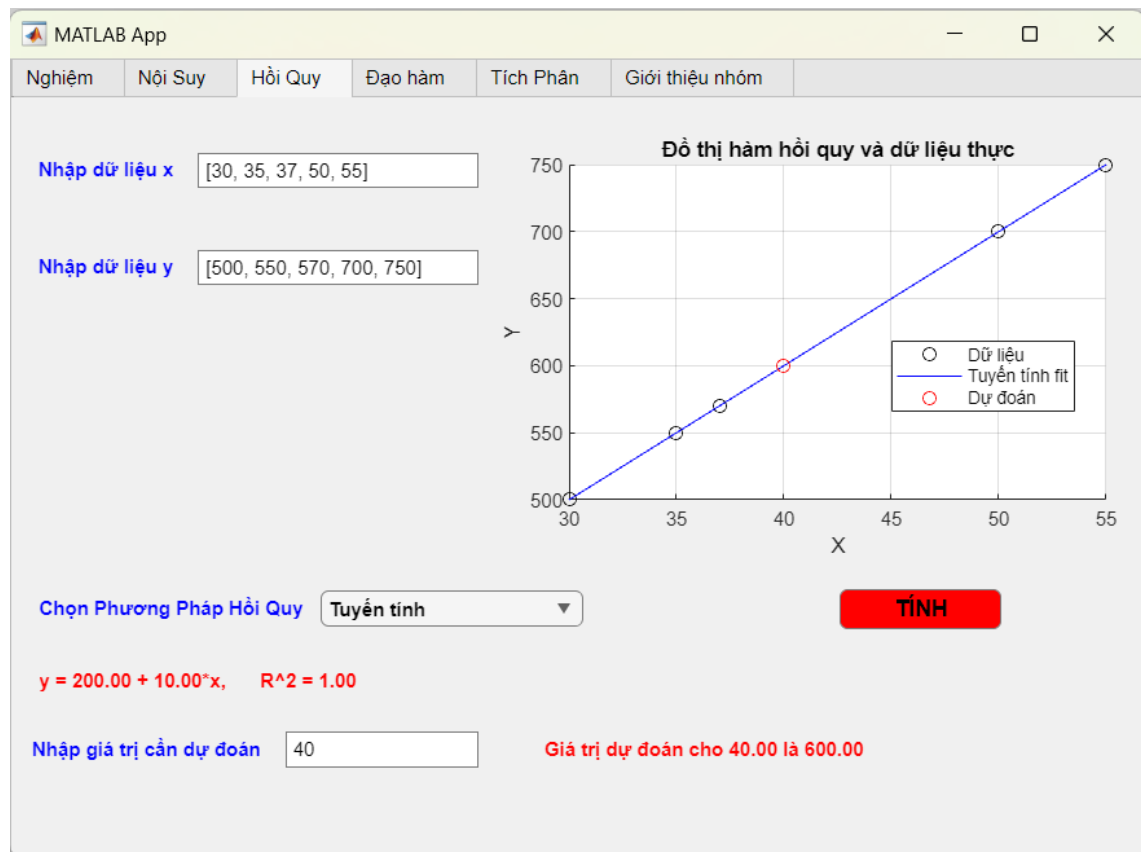 MATLAB App
Nghiệm Nội Suy Hồi Quy Đạo hàm Tích Phân Giới thiệu nhóm
Nhập dữ liệu x [30, 35, 37, 50, 55]
Nhập dữ liệu y [500, 550, 570, 700, 750]
Đồ thị hàm hồi quy và dữ liệu thực
750
700
650
600
550
500
Y
30 35 40 45 50 55
X
Dữ liệu
Tuyến tính fit
Dự đoán
Chọn Phương Pháp Hồi Quy Tuyến tính
TÍNH
y = 200.00 + 10.00*x, R^2 = 1.00
Nhập giá trị cần dự đoán 40
Giá trị dự đoán cho 40.00 là 600.00